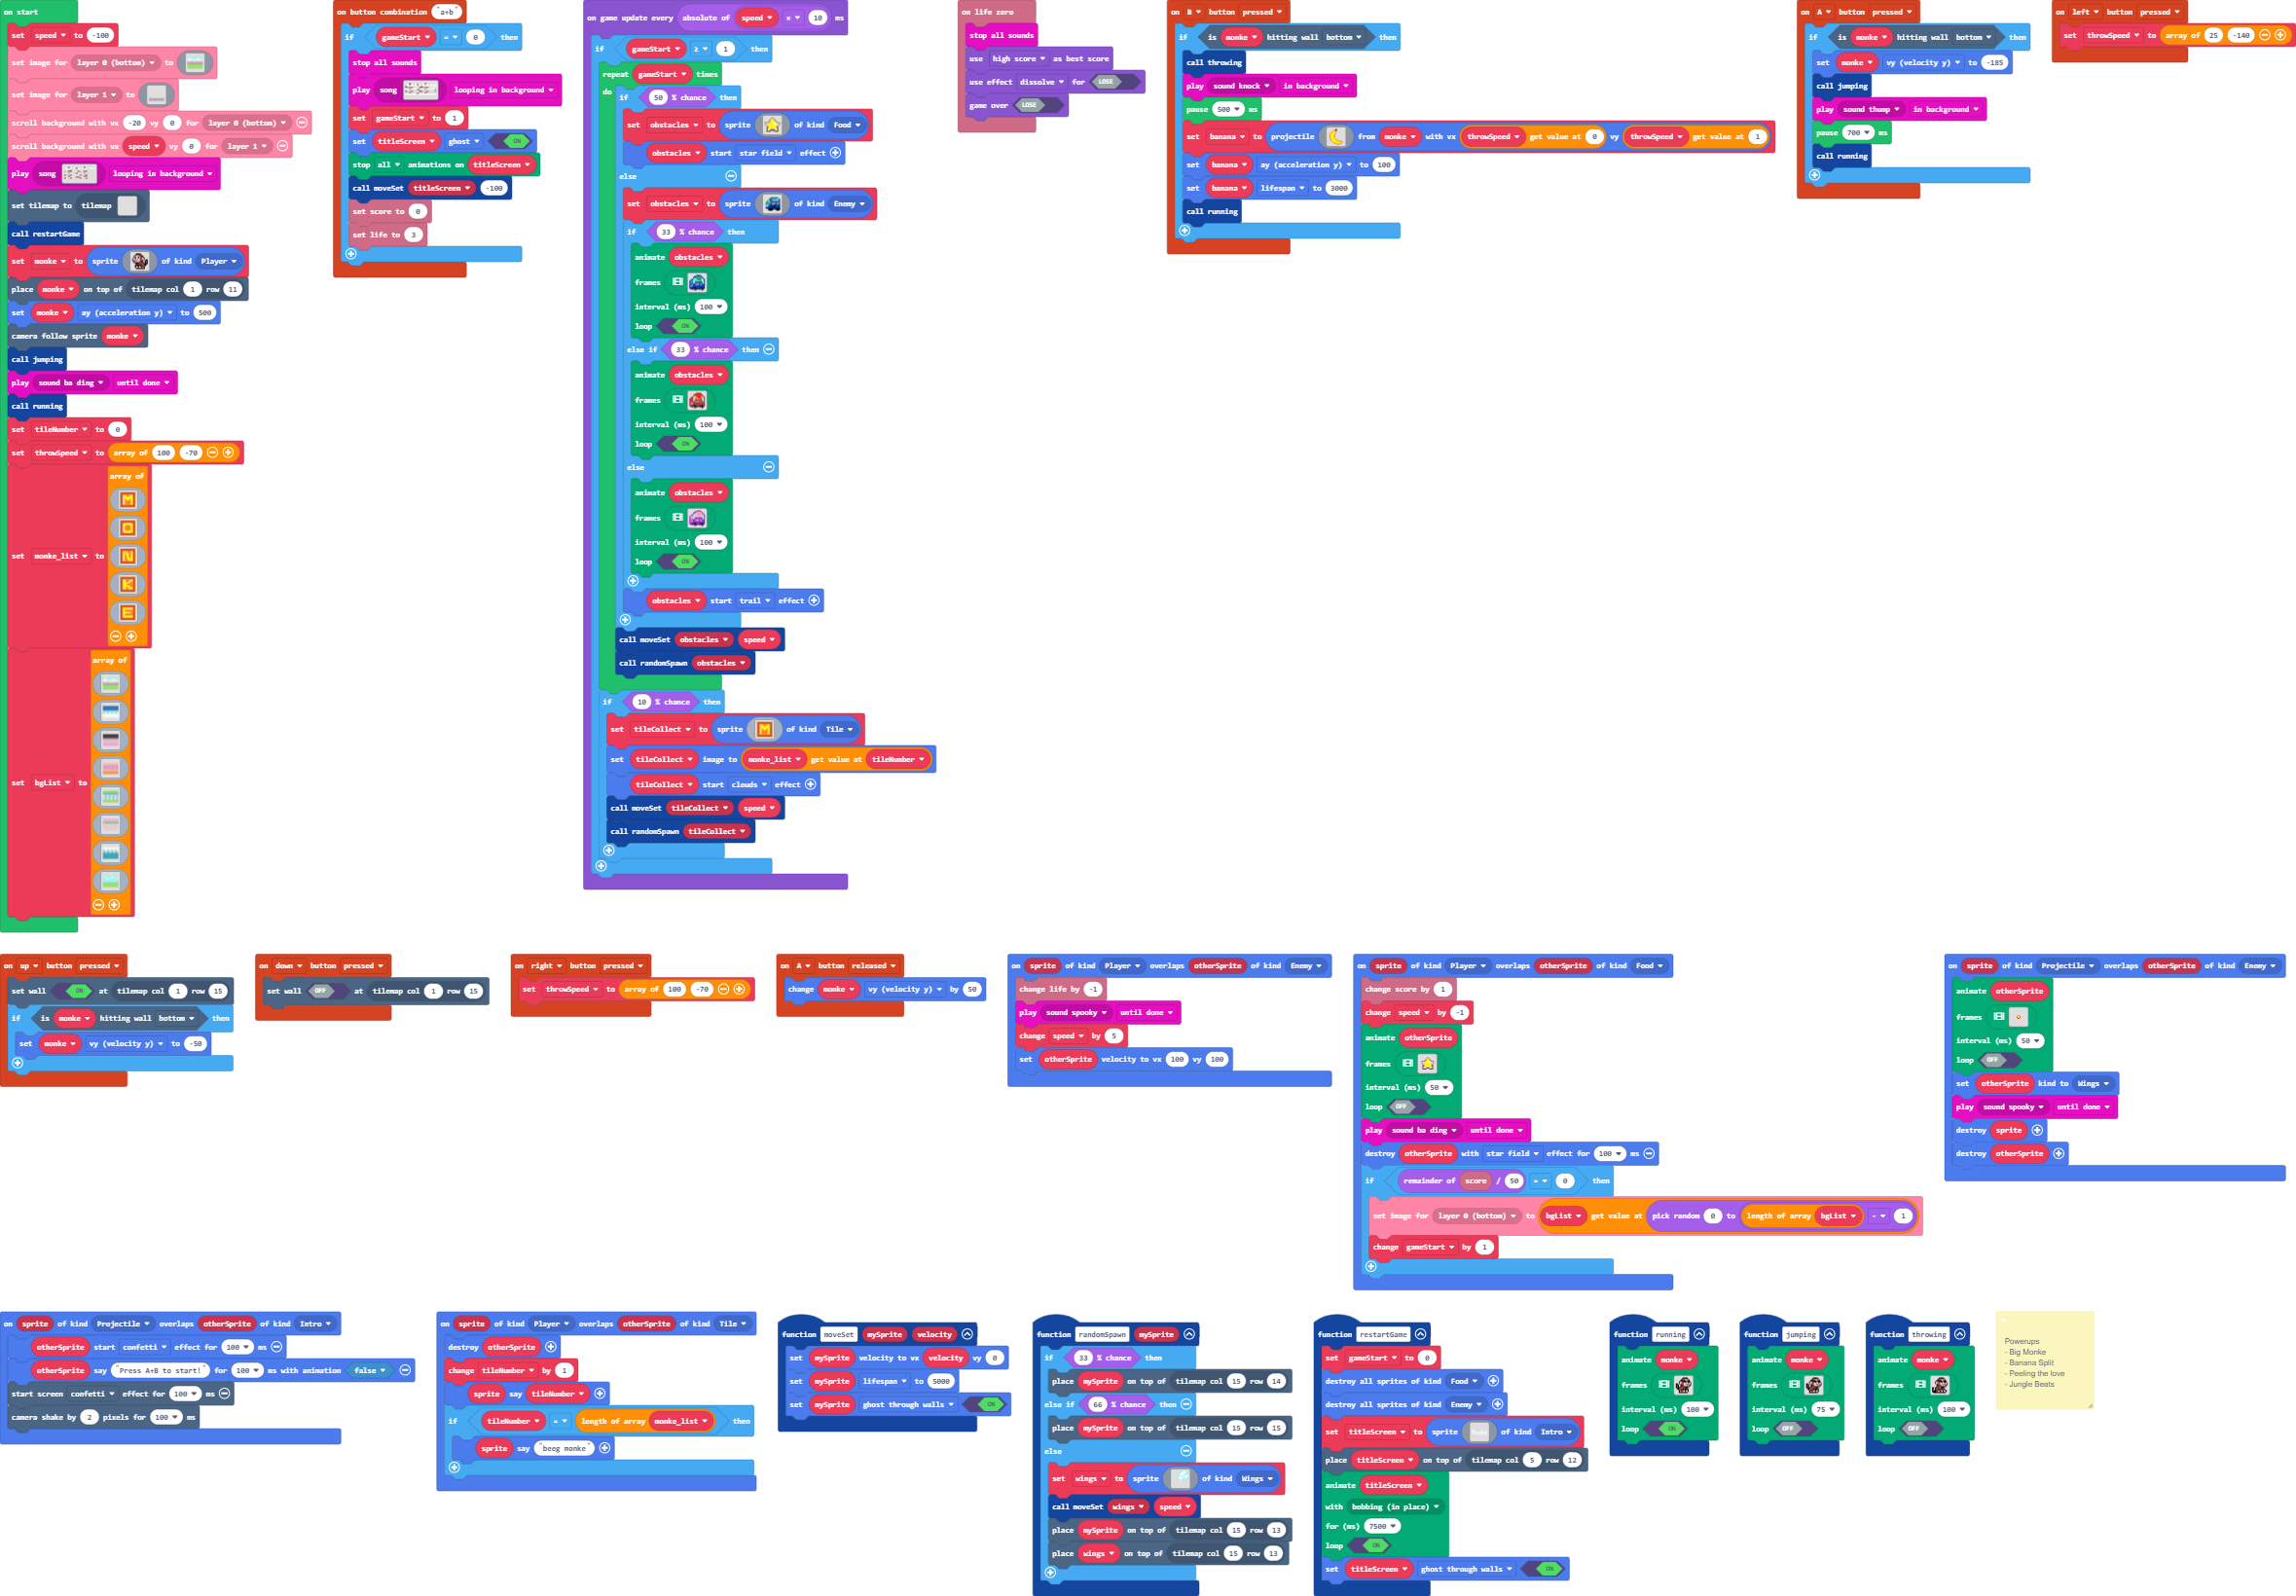 on start
set speed to -100
set image for layer 0 (bottom) to
set image for layer 1 to
scroll background with vx -20 vy 0 for layer 0 (bottom)
scroll background with vx speed vy 0 for layer 1
play song looping in background
set tilemap to tilemap
call restartGame
set monke to sprite of kind Player
place monke on top of tilemap col 1 row 11
set monke ay (acceleration y) to 500
camera follow sprite monke
call jumping
play sound ba ding until done
call running
set tileNumber to 0
set throwSpeed to array of 100 -70
set monke_list to array of
M
O
N
K
E
set bgList to array of
on button combination "a+b"
if gameStart = 0 then
stop all sounds
play song looping in background
set gameStart to 1
set titleScreen ghost ON
stop all animations on titleScreen
call moveSet titleScreen -100
set score to 0
set life to 3
on game update every absolute of speed × 10 ms
if gameStart ≥ 1 then
repeat gameStart times
do if 50 % chance then
set obstacles to sprite of kind Food
obstacles start star field effect
else
set obstacles to sprite of kind Enemy
if 33 % chance then
animate obstacles
frames
interval (ms) 100
loop ON
else if 33 % chance then
animate obstacles
frames
interval (ms) 100
loop ON
else
animate obstacles
frames
interval (ms) 100
loop ON
obstacles start trail effect
call moveSet obstacles speed
call randomSpawn obstacles
if 10 % chance then
set tileCollect to sprite M of kind Tile
set tileCollect image to monke_list get value at tileNumber
tileCollect start clouds effect
call moveSet tileCollect speed
call randomSpawn tileCollect
on life zero
stop all sounds
use high score as best score
use effect dissolve for LOSE
game over LOSE
on B button pressed
if is monke hitting wall bottom then
call throwing
play sound knock in background
pause 500 ms
set banana to projectile from monke with vx throwSpeed get value at 0 vy throwSpeed get value at 1
set banana ay (acceleration y) to 100
set banana lifespan to 3000
call running
on A button pressed
if is monke hitting wall bottom then
set monke vy (velocity y) to -185
call jumping
play sound thump in background
pause 700 ms
call running
on left button pressed
set throwSpeed to array of 25 -140
on up button pressed
set wall ON at tilemap col 1 row 15
if is monke hitting wall bottom then
set monke vy (velocity y) to -50
on down button pressed
set wall OFF at tilemap col 1 row 15
on right button pressed
set throwSpeed to array of 100 -70
on A button released
change monke vy (velocity y) by 50
on sprite of kind Player overlaps otherSprite of kind Enemy
change life by -1
play sound spooky until done
change speed by 5
set otherSprite velocity to vx 100 vy 100
on sprite of kind Player overlaps otherSprite of kind Food
change score by 1
change speed by -1
animate otherSprite
frames
interval (ms) 50
loop OFF
play sound ba ding until done
destroy otherSprite with star field effect for 100 ms
if remainder of score / 50 = 0 then
set image for layer 0 (bottom) to bgList get value at pick random 0 to length of array bgList - 1
change gameStart by 1
on sprite of kind Projectile overlaps otherSprite of kind Enemy
animate otherSprite
frames
interval (ms) 50
loop OFF
set otherSprite kind to Wings
play sound spooky until done
destroy sprite
destroy otherSprite
on sprite of kind Projectile overlaps otherSprite of kind Intro
otherSprite start confetti effect for 100 ms
otherSprite say "Press A+B to start!" for 100 ms with animation false
start screen confetti effect for 100 ms
camera shake by 2 pixels for 100 ms
on sprite of kind Player overlaps otherSprite of kind Tile
destroy otherSprite
change tileNumber by 1
sprite say tileNumber
if tileNumber = length of array monke_list then
sprite say "beeg monke"
function moveSet mySprite velocity
set mySprite velocity to vx velocity vy 0
set mySprite lifespan to 5000
set mySprite ghost through walls ON
function randomSpawn mySprite
if 33 % chance then
place mySprite on top of tilemap col 15 row 14
else if 66 % chance then
place mySprite on top of tilemap col 15 row 15
else
set wings to sprite of kind Wings
call moveSet wings speed
place mySprite on top of tilemap col 15 row 13
place wings on top of tilemap col 15 row 13
function restartGame
set gameStart to 0
destroy all sprites of kind Food
destroy all sprites of kind Enemy
set titleScreen to sprite of kind Intro
place titleScreen on top of tilemap col 5 row 12
animate titleScreen
with bobbing (in place)
for (ms) 7500
loop ON
set titleScreen ghost through walls ON
function running
animate monke
frames
interval (ms) 100
loop ON
function jumping
animate monke
frames
interval (ms) 75
loop OFF
function throwing
animate monke
frames
interval (ms) 100
loop OFF
Powerups
- Big Monke
- Banana Split
- Peeling the love
- Jungle Beats